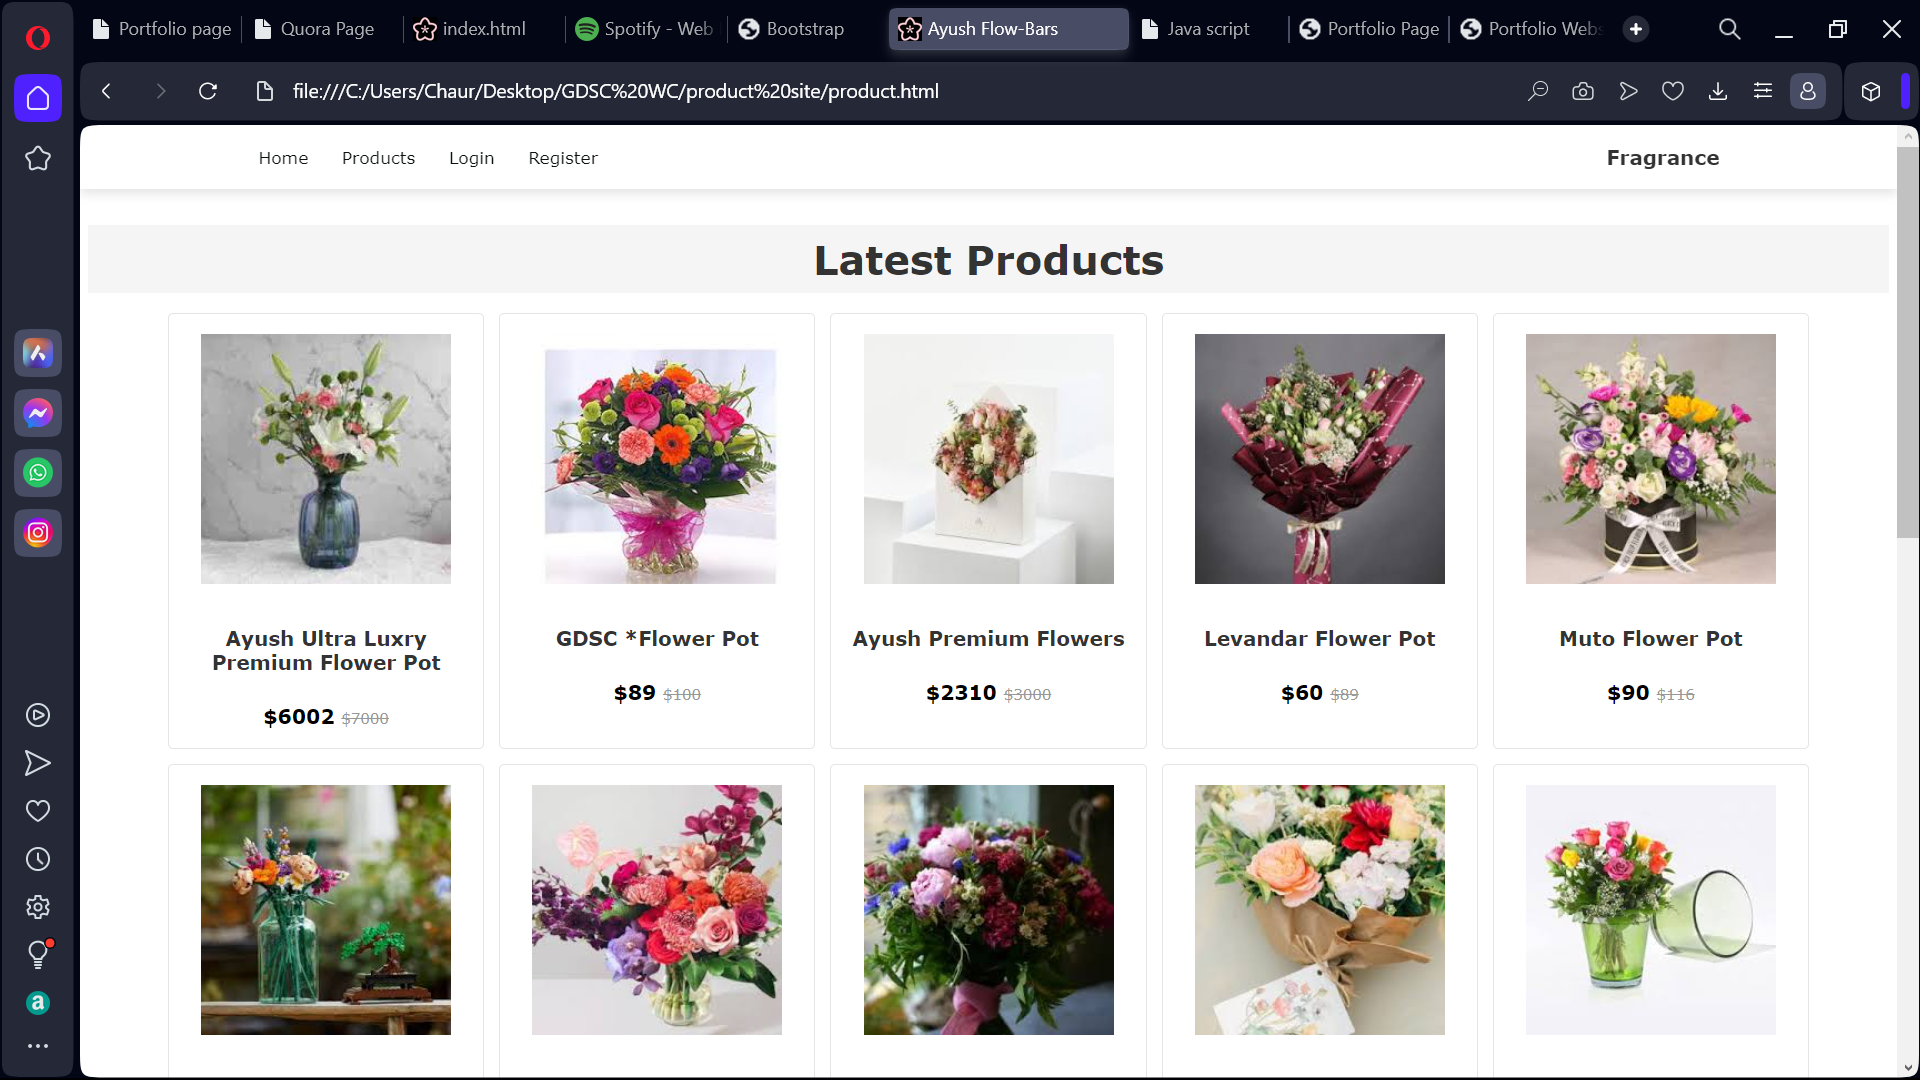 Portfolio page
Quora Page
index.html
Spotify - Web
Bootstrap
Ayush Flow-Bars
Java script
Portfolio Page
Portfolio Webs
file:///C:/Users/Chaur/Desktop/GDSC%20WC/product%20site/product.html
Home
Products
Login
Register
Fragrance
Latest Products
Ayush Ultra Luxry
Premium Flower Pot
$6002 $7000
GDSC *Flower Pot
$89 $100
Ayush Premium Flowers
$2310 $3000
Levandar Flower Pot
$60 $89
Muto Flower Pot
$90 $116
a